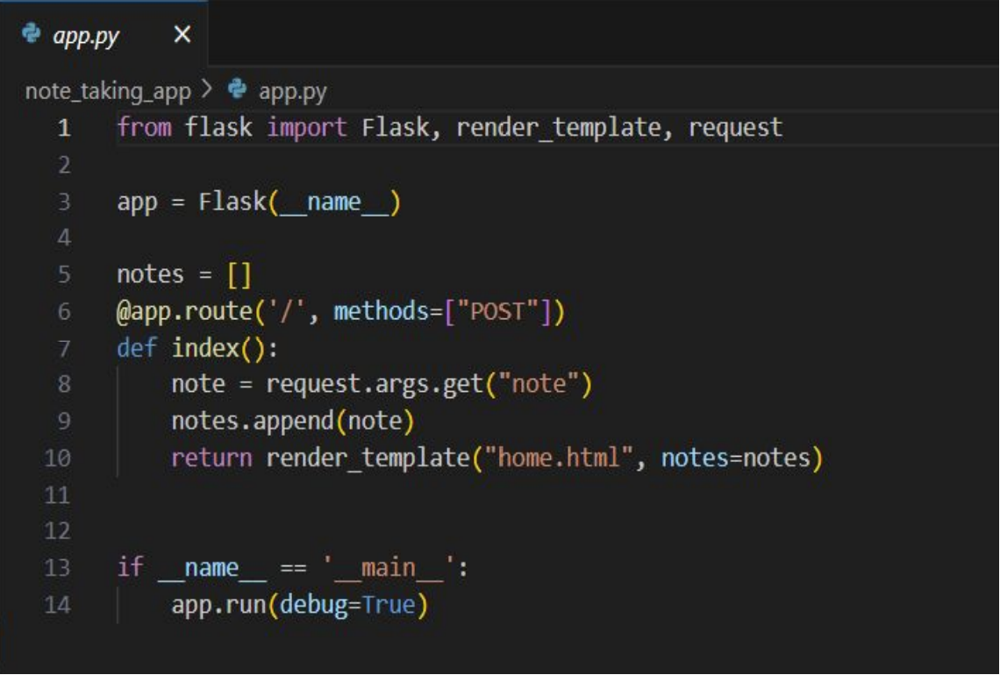 app.py ×
note_taking_app > app.py
1 from flask import Flask, render_template, request
2
3 app = Flask(__name__)
4
5 notes = []
6 @app.route('/', methods=["POST"])
7 def index():
8     note = request.args.get("note")
9     notes.append(note)
10     return render_template("home.html", notes=notes)
11
12
13 if __name__ == '__main__':
14     app.run(debug=True)